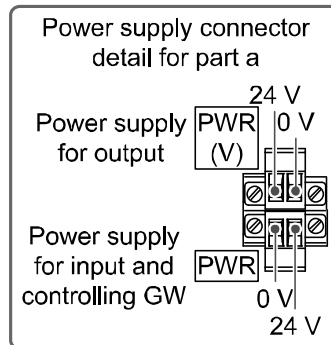 Power supply connector
detail for part a
24 V
0 V
Power supply
for output
PWR
(V)
Power supply
for input and
controlling GW
PWR
0 V
24 V